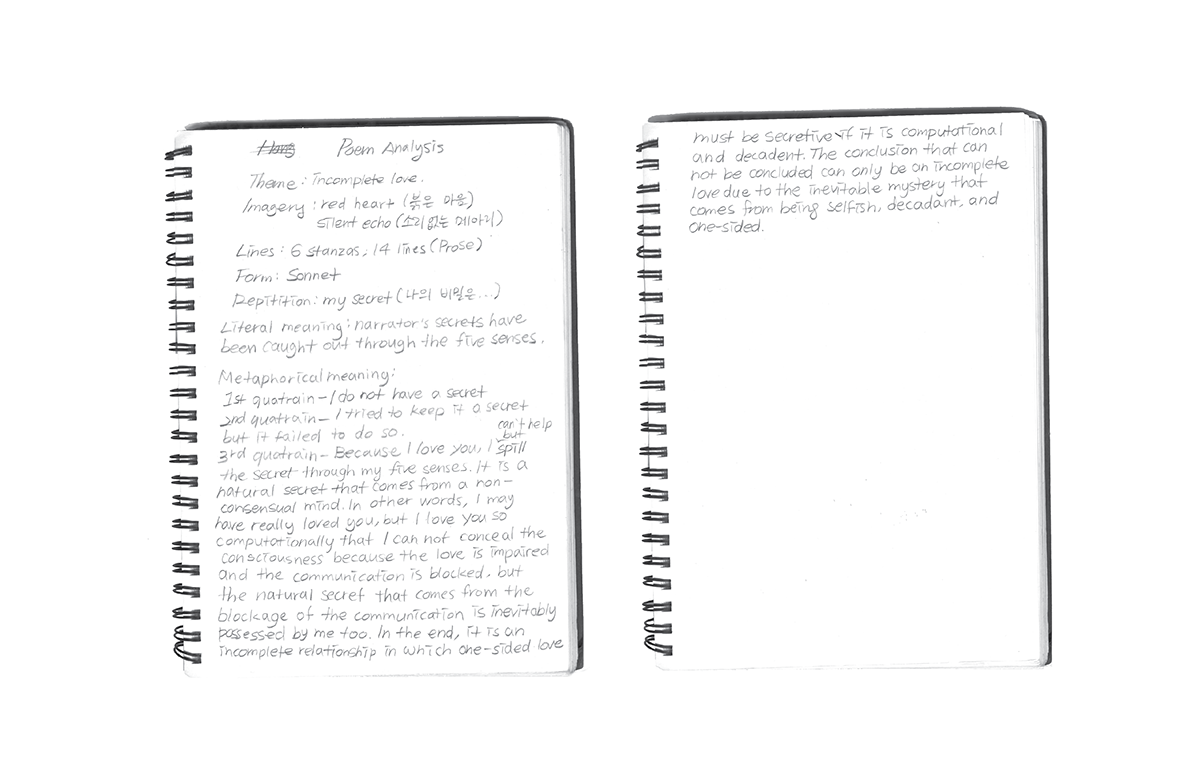 Poem Analysis
Theme: incomplete love.
Imagery: red heart (붉은 마음)
silent echo (소리없는 메아리)
Lines: 6 stanzas, 14 lines (Prose)
Form: Sonnet
Repitition: my secret (나의 비밀은...)
Literal meaning: narrator's secrets have
been caught out through the five senses.
Metaphorical meaning:
1st quatrain - I do not have a secret
2nd quatrain - I tried to keep it a secret
but it failed to do so.
3rd quatrain - Because I love you, I can't help but spill
the secret through my five senses. It is a
natural secret that comes from a non-
consensual mind. In other words, I may
have really loved you, but I love you so
computationally that I can not conceal the
consciousness because the love is impaired
and the communication is blocked, but
the natural secret that comes from the
blockage of the communication is inevitably
possessed by me too. In the end, it is an
incomplete relationship in which one-sided love
must be secretive if it is computational
and decadent. The conclusion that can
not be concluded can only be an incomplete
love due to the inevitable mystery that
comes from being selfish, decadant, and
one-sided.